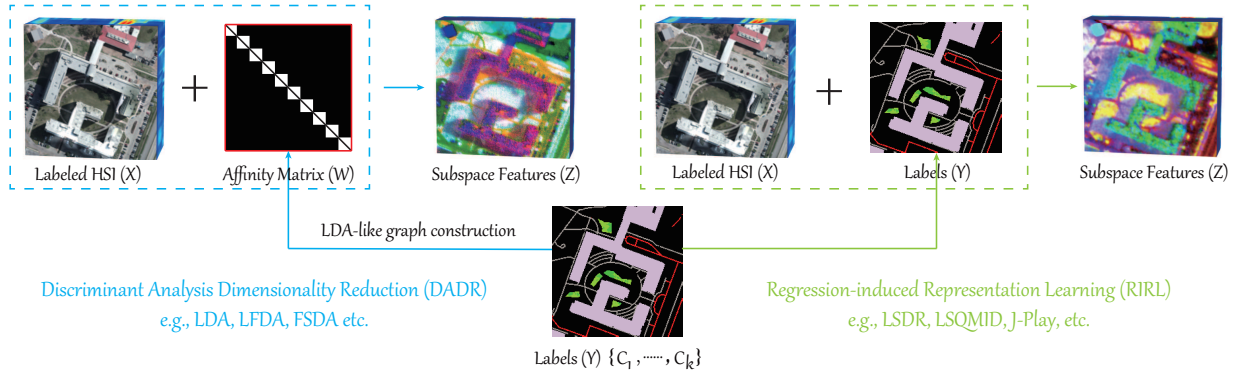 Labeled HSI (X)
Affinity Matrix (W)
Subspace Features (Z)
Labeled HSI (X)
Labels (Y)
Subspace Features (Z)
LDA-like graph construction
Discriminant Analysis Dimensionality Reduction (DADR)
e.g., LDA, LFDA, FSDA etc.
Regression-induced Representation Learning (RIRL)
e.g., LSDR, LSQMID, J-Play, etc.
Labels (Y) {C₁, ······, Cₖ}